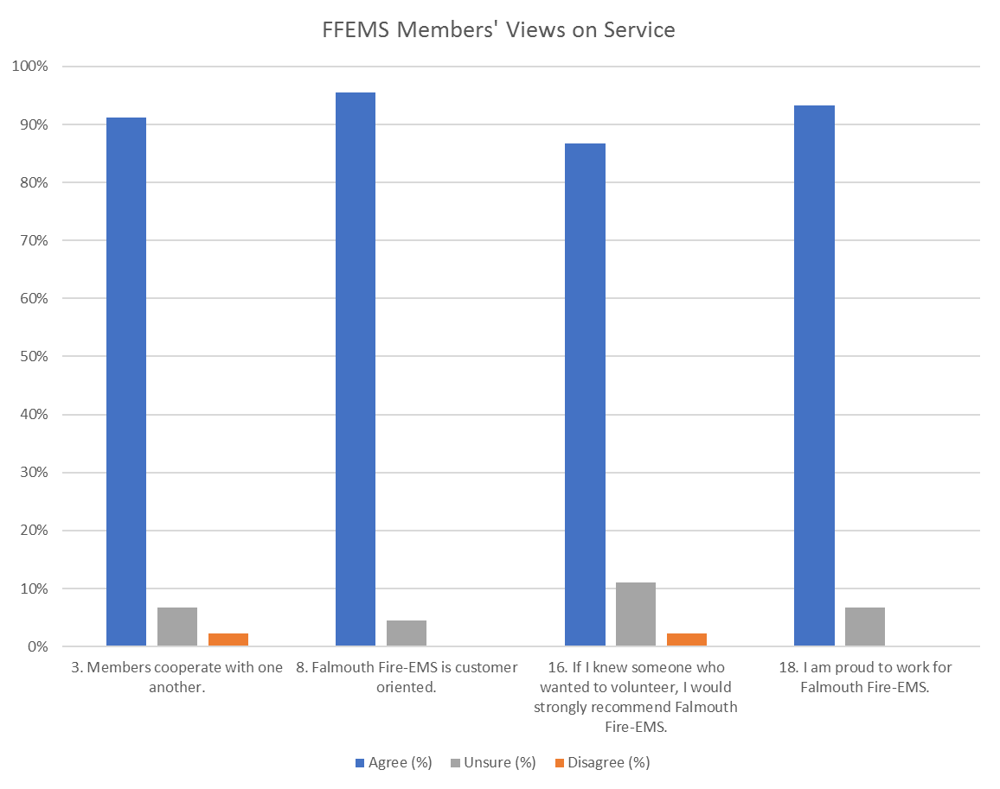 FFEMS Members' Views on Service
100%
90%
80%
70%
60%
50%
40%
30%
20%
10%
0%
3. Members cooperate with one
another.
8. Falmouth Fire-EMS is customer
oriented.
16. If I knew someone who
wanted to volunteer, I would
strongly recommend Falmouth
Fire-EMS.
18. I am proud to work for
Falmouth Fire-EMS.
Agree (%) Unsure (%) Disagree (%)